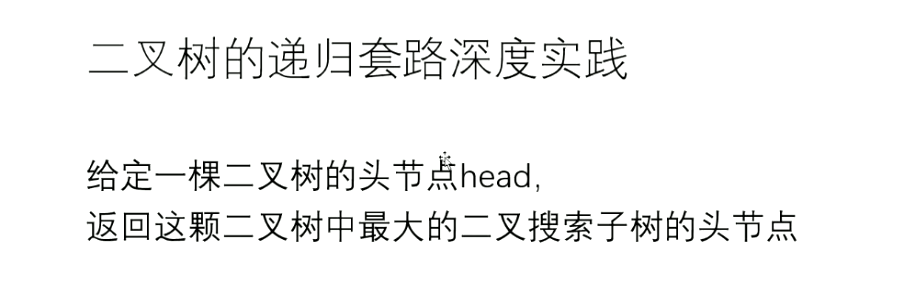 二叉树的递归套路深度实践
给定一棵二叉树的头节点head,
返回这颗二叉树中最大的二叉搜索子树的头节点